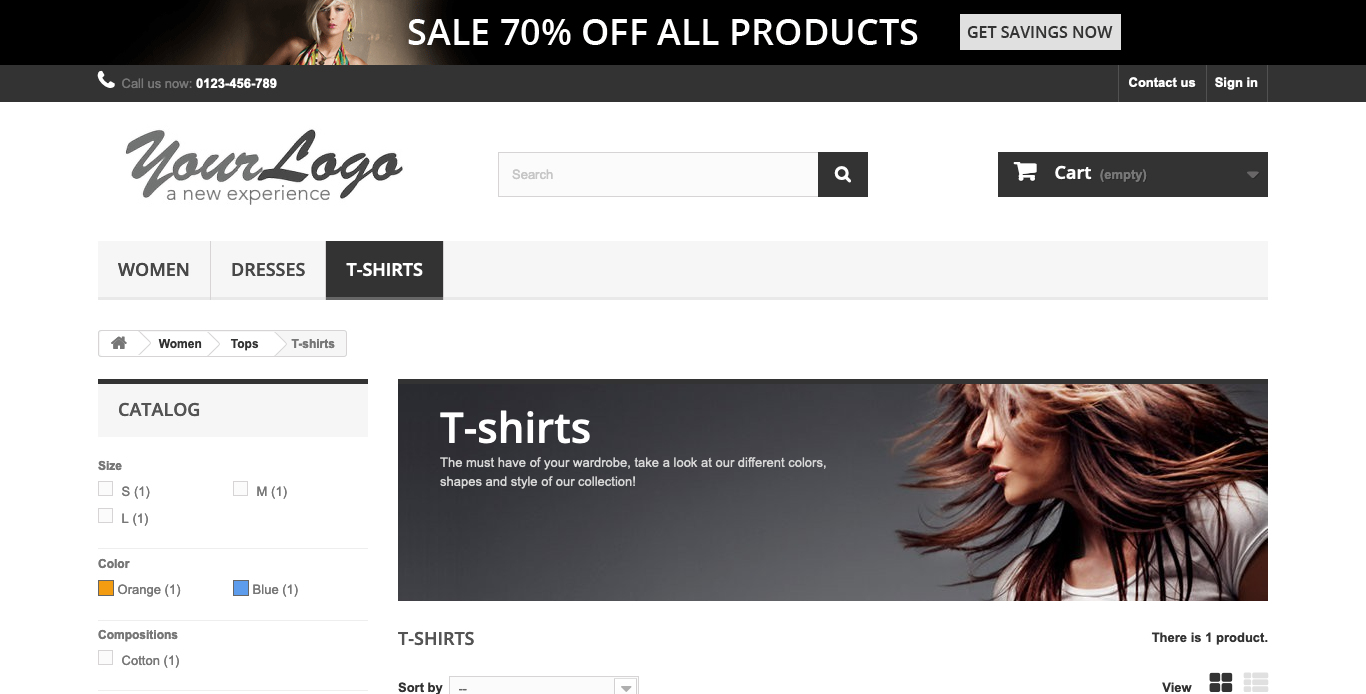 SALE 70% OFF ALL PRODUCTS GET SAVINGS NOW
Call us now: 0123-456-789 Contact us Sign in
YourLogo
a new experience
Search
Cart (empty)
WOMEN DRESSES T-SHIRTS
Women Tops T-shirts
CATALOG
Size
S (1) M (1)
L (1)
Color
Orange (1) Blue (1)
Compositions
Cotton (1)
T-shirts
The must have of your wardrobe, take a look at our different colors,
shapes and style of our collection!
T-SHIRTS There is 1 product.
Sort by -- View